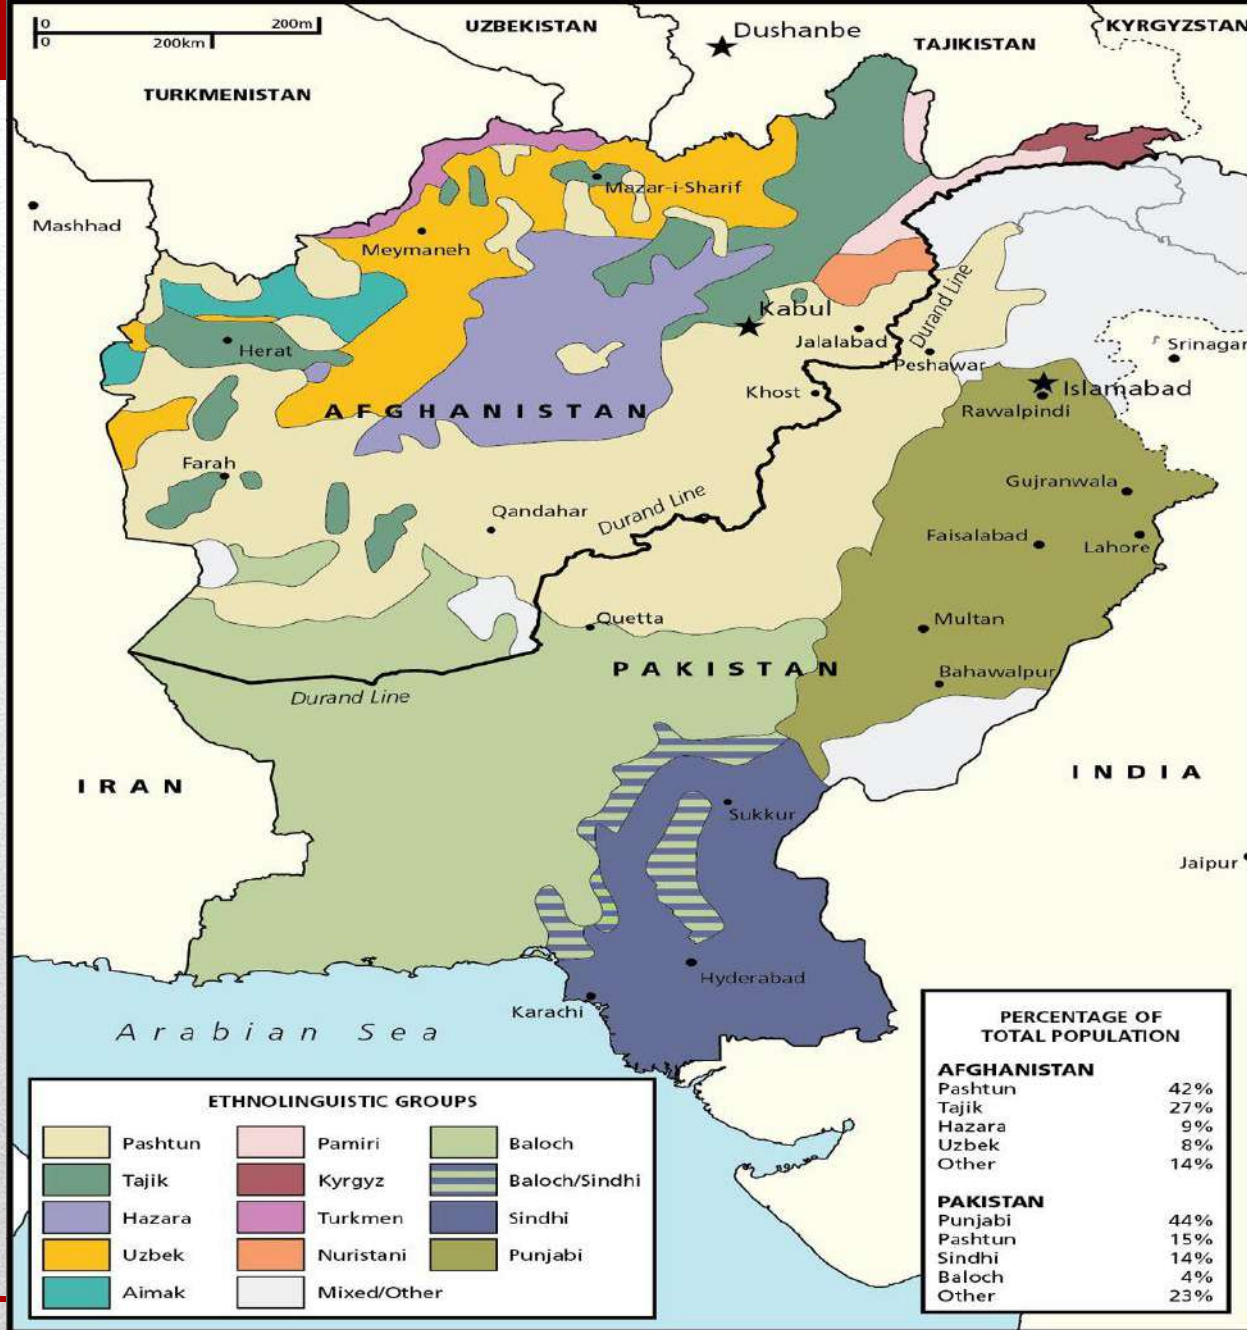 0 200m
0 200km
UZBEKISTAN
Dushanbe
TAJIKISTAN
KYRGYZSTAN
TURKMENISTAN
Mashhad
Mazar-i-Sharif
Meymaneh
Herat
Kabul
Jalalabad
Durand Line
Peshawar
Srinagar
Khost
Islamabad
Rawalpindi
AFGHANISTAN
Farah
Qandahar
Durand Line
Gujranwala
Faisalabad
Lahore
Quetta
Multan
PAKISTAN
Bahawalpur
Durand Line
IRAN
INDIA
Sukkur
Jaipur
Hyderabad
Karachi
Arabian Sea
ETHNOLINGUISTIC GROUPS
Pashtun
Tajik
Hazara
Uzbek
Aimak
Pamiri
Kyrgyz
Turkmen
Nuristani
Mixed/Other
Baloch
Baloch/Sindhi
Sindhi
Punjabi
PERCENTAGE OF
TOTAL POPULATION
AFGHANISTAN
Pashtun 42%
Tajik 27%
Hazara 9%
Uzbek 8%
Other 14%
PAKISTAN
Punjabi 44%
Pashtun 15%
Sindhi 14%
Baloch 4%
Other 23%